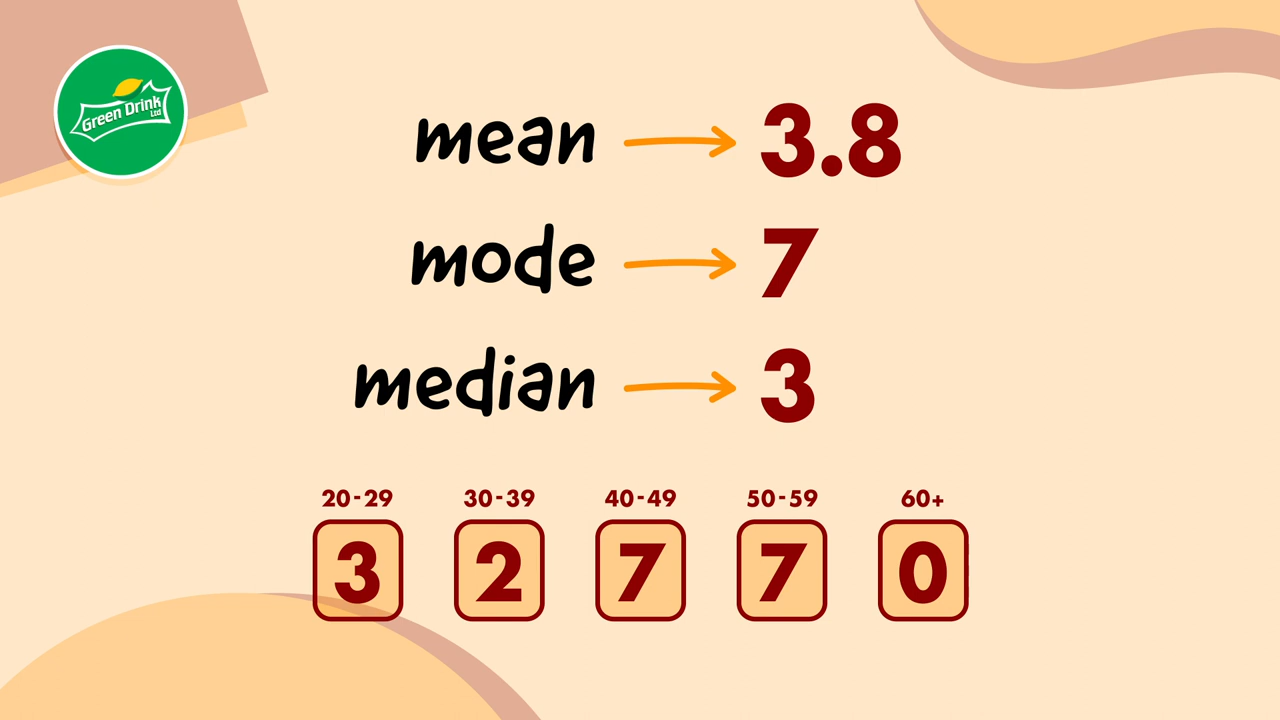 Green Drink
Ltd
mean → 3.8
mode → 7
median → 3
20-29 30-39 40-49 50-59 60+
3 2 7 7 0